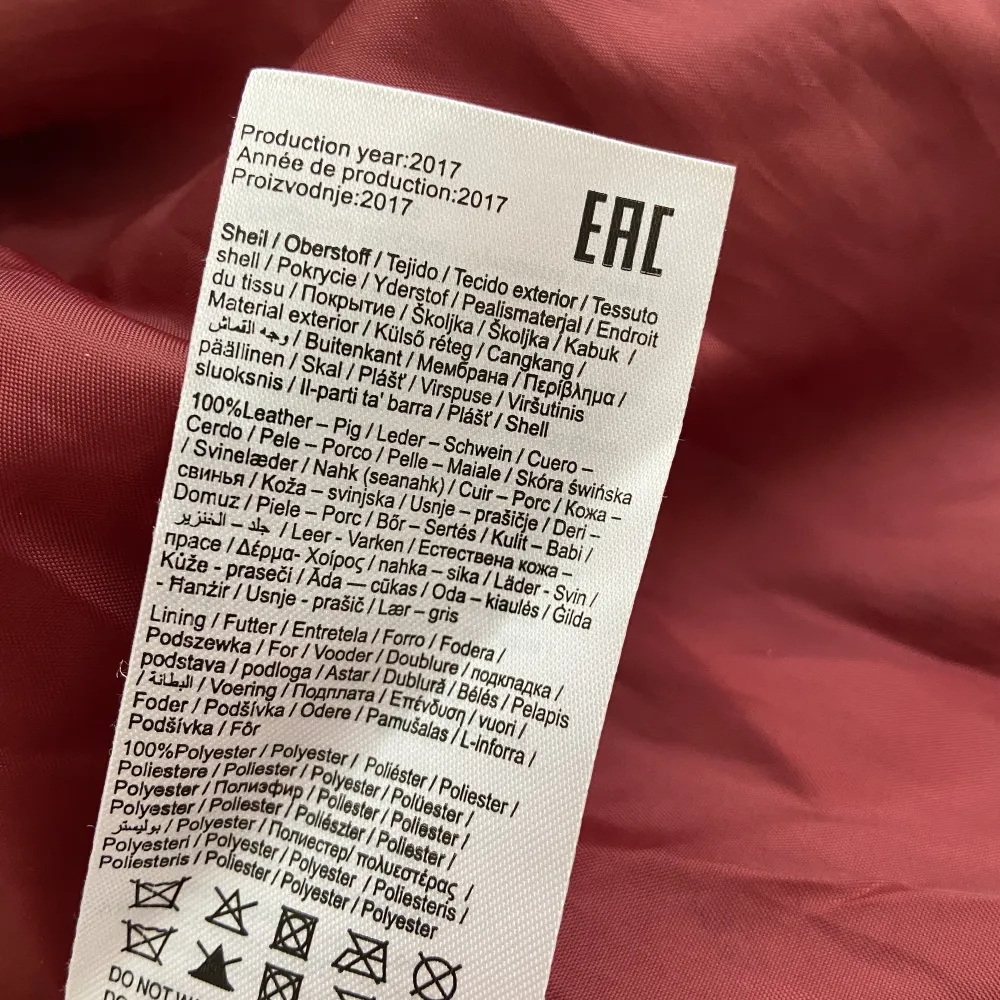 Production year:2017
Année de production:2017
Proizvodnje:2017
EAC
Sheil / Oberstoff / Tejido / Tecido exterior / Tessuto
shell / Pokrycie / Yderstof / Pealismaterjal / Endroit
du tissu / Покрытие / Školjka / Školjka / Kabuk /
Material exterior / Külső réteg / Cangkang /
وجه القماش / Buitenkant / Мембрана / Περίβλημα /
päällinen / Skal / Plášť / Virspuse / Viršutinis
sluoksnis / Il-parti ta' barra / Plášť / Shell
100%Leather – Pig / Leder – Schwein / Cuero –
Cerdo / Pele – Porco / Pelle – Maiale / Skóra świńska
/ Svinelæder / Nahk (seanahk) / Cuir – Porc / Кожа –
свинья / Koža – svinjska / Usnje – prašičje / Deri –
Domuz / Piele – Porc / Bőr – Sertés / Kulit – Babi /
جلد – الخنزير / Leer - Varken / Естествена кожа –
прасе / Δέρμα- Χοίρος / nahka – sika / Läder - Svin /
Kůže - prasečí / Āda — cūkas / Oda – kiaulės / Ġilda
- Ħanżir / Usnje - prašič / Lær – gris
Lining / Futter / Entretela / Forro / Fodera /
Podszewka / For / Vooder / Doublure / подкладка /
podstava / podloga / Astar / Dublură / Bélés / Pelapis
/ البطانة / Voering / Подплата / Επένδυση / vuori /
Foder / Podšívka / Odere / Pamušalas / L-inforra /
Podšívka / Fôr
100%Polyester / Polyester / Poliéster / Poliester /
Poliestere / Poliester / Polyester / Polüester /
Polyester / Полиэфир / Poliester / Poliester /
Polyester / Poliester / Poliészter / Poliester /
بوليستر / Polyester / Полиестер/ πολυεστέρας /
Polyesteri / Polyester / Polyester / Poliesteris /
Poliesteris / Poliester / Polyester / Polyester
DO NOT